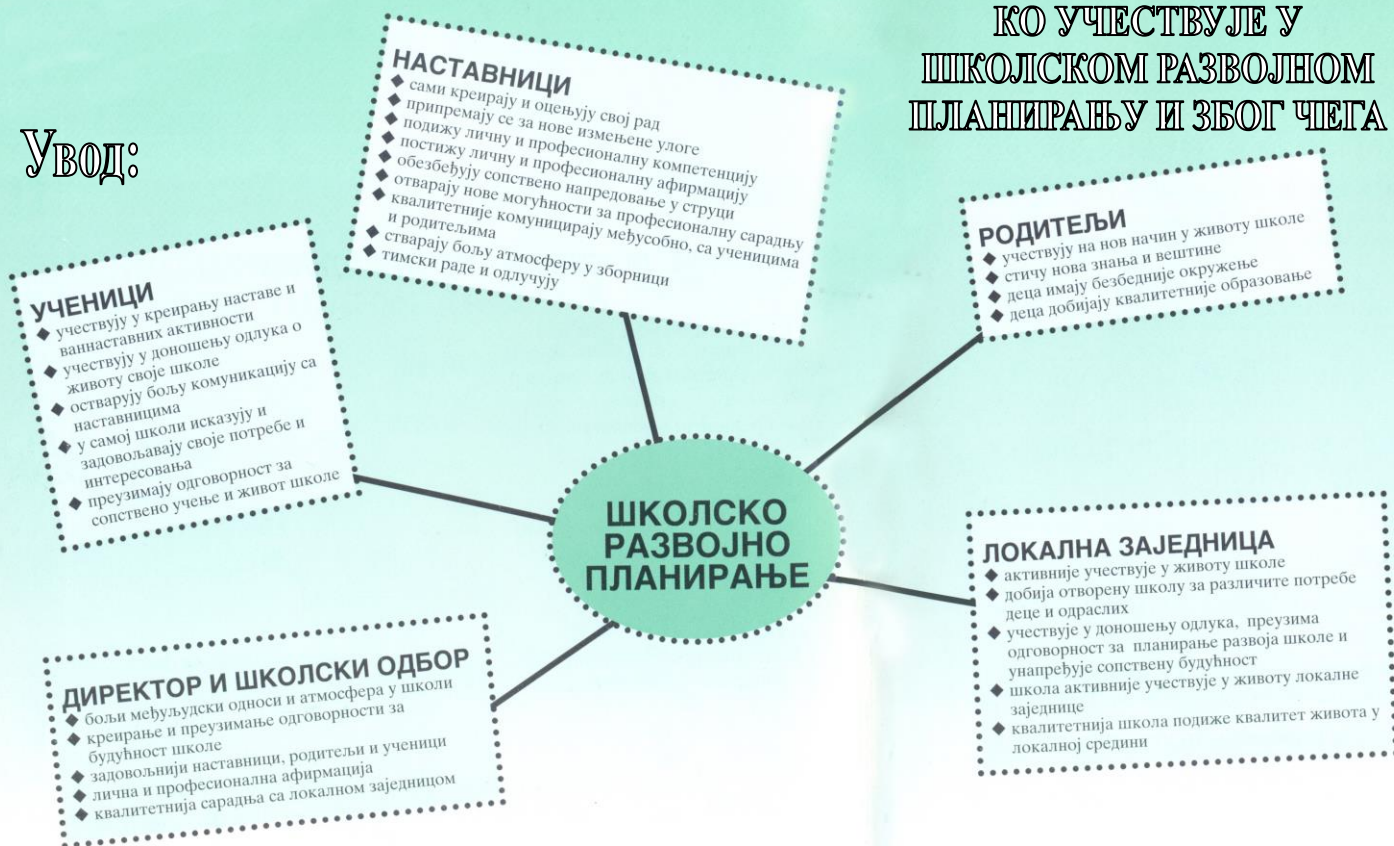 Увод:
КО УЧЕСТВУЈЕ У
ШКОЛСКОМ РАЗВОЈНОМ
ПЛАНИРАЊУ И ЗБОГ ЧЕГА
НАСТАВНИЦИ
◆ сами креирају и оцењују свој рад
◆ припремају се за нове измењене улоге
◆ подижу личну и професионалну компетенцију
◆ постижу личну и професионалну афирмацију
◆ обезбеђују сопствено напредовање у струци
◆ отварају нове могућности за професионалну сарадњу
◆ квалитетније комуницирају међусобно, са ученицима
и родитељима
◆ стварају бољу атмосферу у зборници
◆ тимски раде и одлучују
РОДИТЕЉИ
◆ учествују на нов начин у животу школе
◆ стичу нова знања и вештине
◆ деца имају безбедније окружење
◆ деца добијају квалитетније образовање
УЧЕНИЦИ
◆ учествују у креирању наставе и
ваннаставних активности
◆ учествују у доношењу одлука о
животу своје школе
◆ остварују бољу комуникацију са
наставницима
◆ у самој школи исказују и
задовољавају своје потребе и
интересовања
◆ преузимају одговорност за
сопствено учење и живот школе
ШКОЛСКО
РАЗВОЈНО
ПЛАНИРАЊЕ
ЛОКАЛНА ЗАЈЕДНИЦА
◆ активније учествује у животу школе
◆ добија отворену школу за различите потребе
деце и одраслих
◆ учествује у доношењу одлука, преузима
одговорност за планирање развоја школе и
унапређује сопствену будућност
◆ школа активније учествује у животу локалне
заједнице
◆ квалитетнија школа подиже квалитет живота у
локалној средини
ДИРЕКТОР И ШКОЛСКИ ОДБОР
◆ бољи међуљудски односи и атмосфера у школи
◆ креирање и преузимање одговорности за
будућност школе
◆ задовољнији наставници, родитељи и ученици
◆ лична и професионална афирмација
◆ квалитетнија сарадња са локалном заједницом